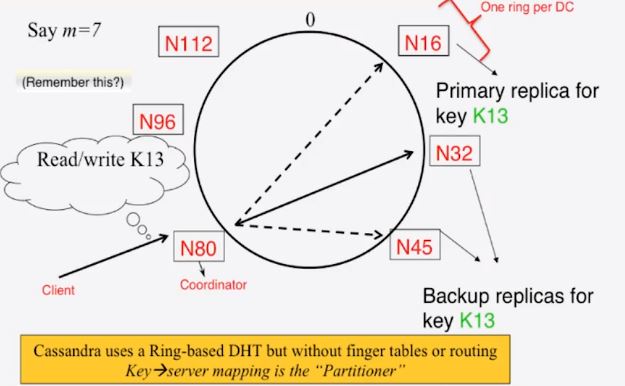 0
One ring per DC
Say m=7
N112
N16
(Remember this?)
Primary replica for
key K13
N96
Read/write K13
N32
N80
N45
Client
Coordinator
Backup replicas for
key K13
Cassandra uses a Ring-based DHT but without finger tables or routing
Key→server mapping is the “Partitioner”